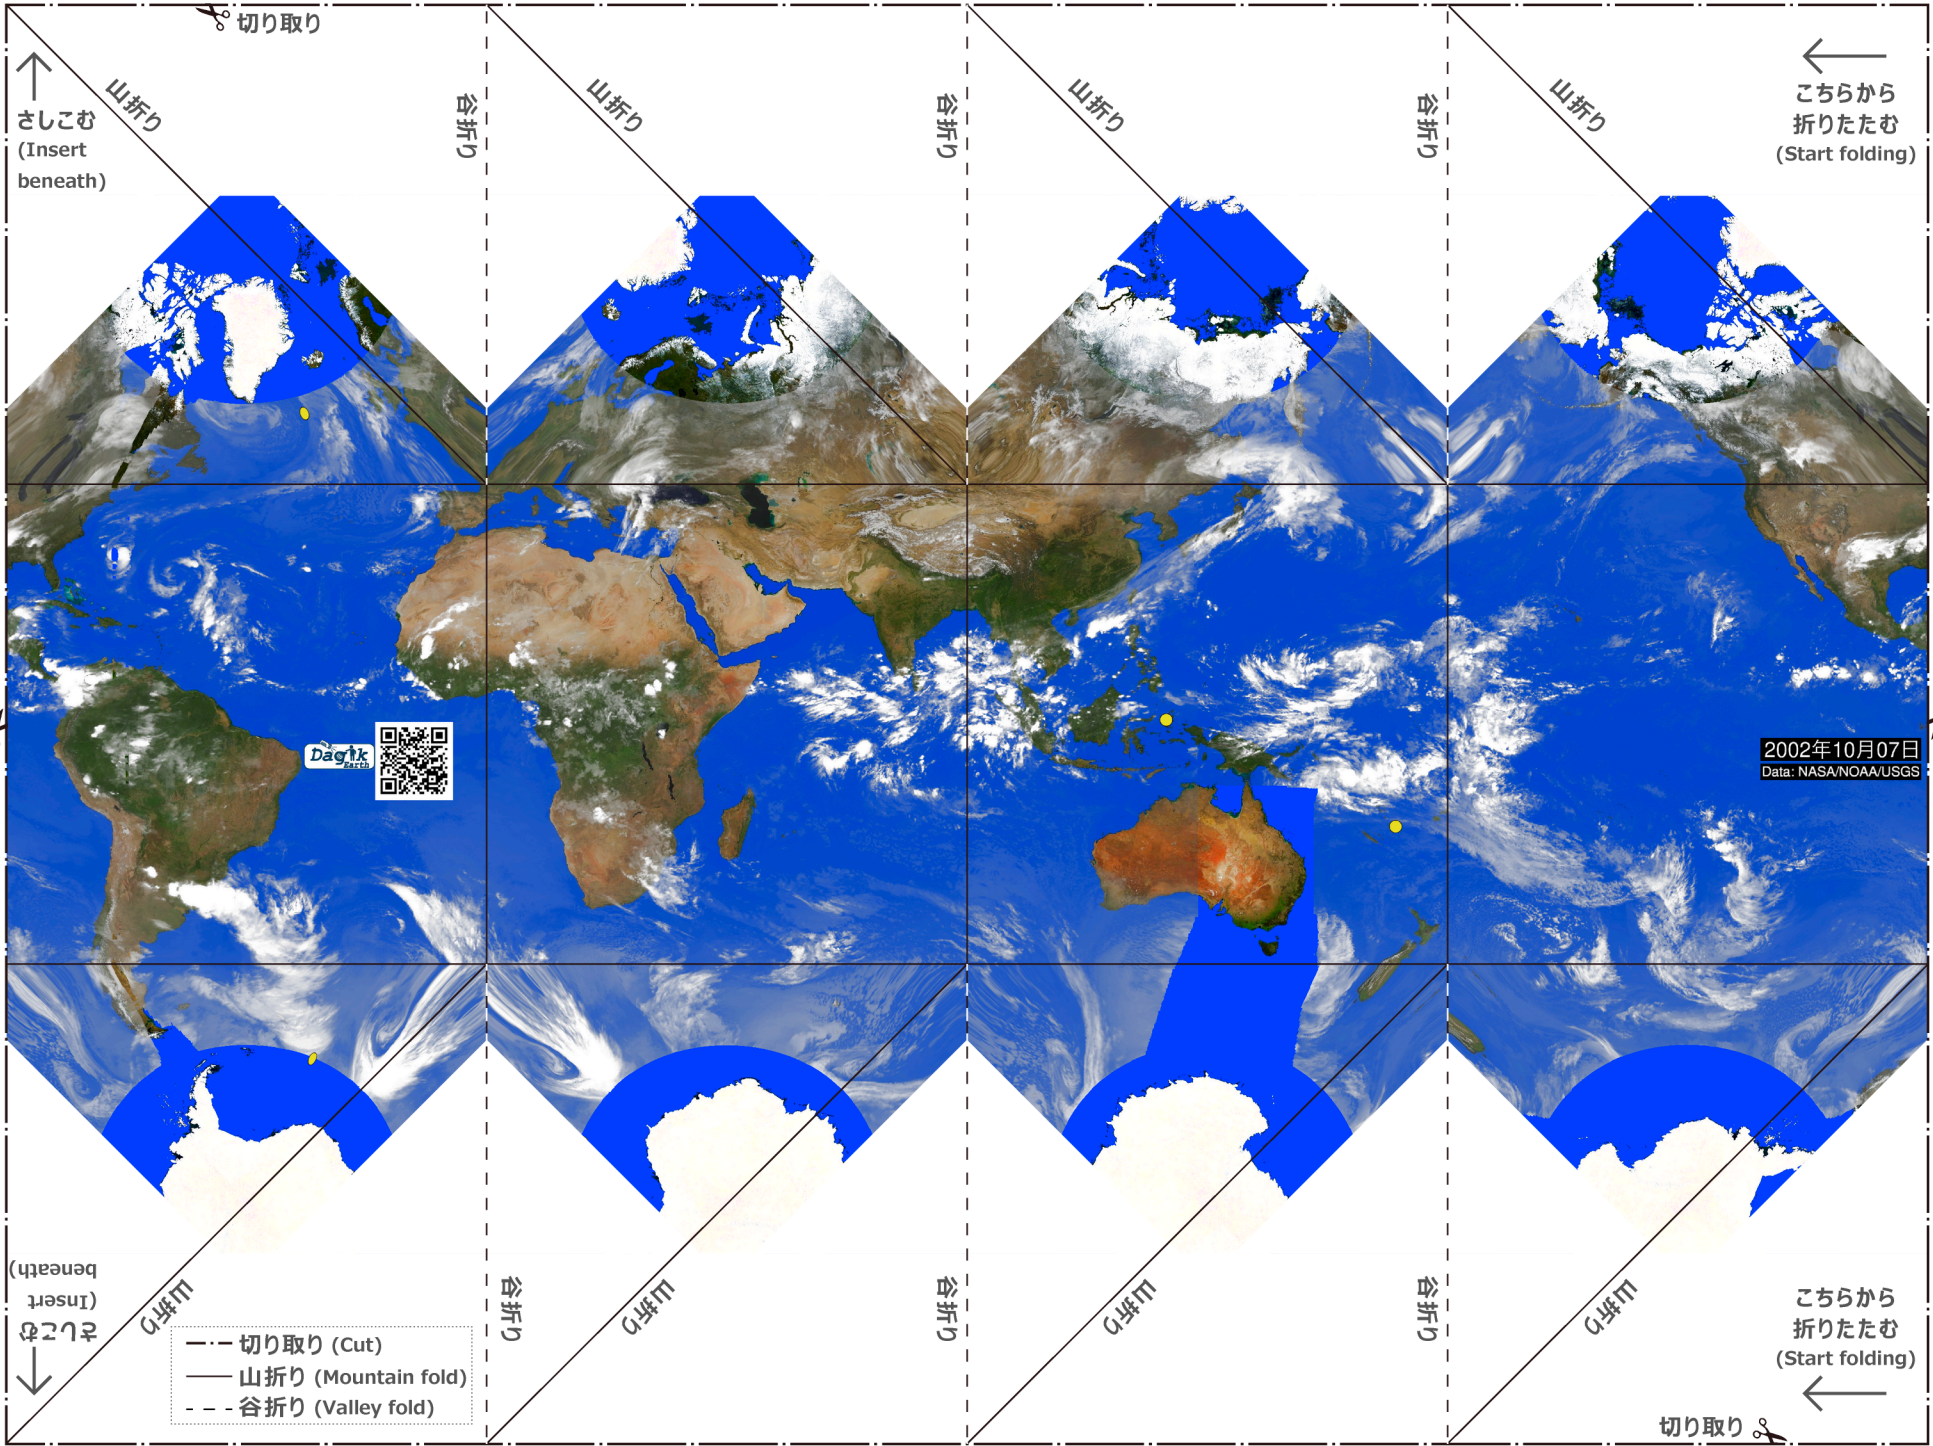 切り取り
山折り
谷折り
山折り
谷折り
山折り
谷折り
山折り
さしこむ
(Insert
beneath)
こちらから
折りたたむ
(Start folding)
Dagik
Earth
2002年10月07日
Data: NASA/NOAA/USGS
さしこむ
(Insert
beneath)
山折り
谷折り
山折り
谷折り
山折り
谷折り
山折り
こちらから
折りたたむ
(Start folding)
切り取り (Cut)
山折り (Mountain fold)
谷折り (Valley fold)
切り取り